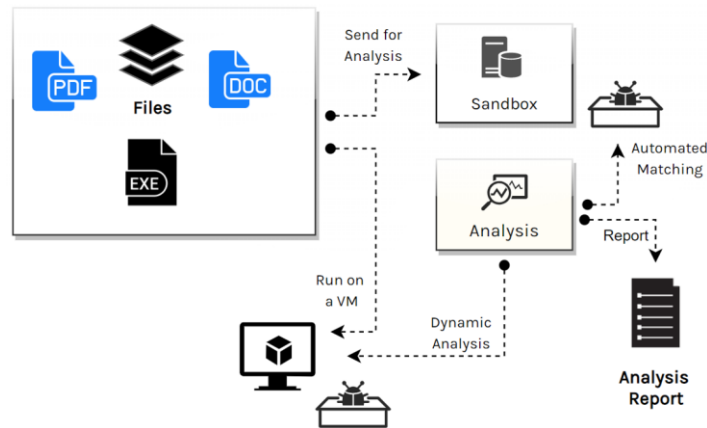 PDF
Files
DOC
EXE
Send for
Analysis
Sandbox
Automated
Matching
Analysis
Report
Run on
a VM
Dynamic
Analysis
Analysis
Report